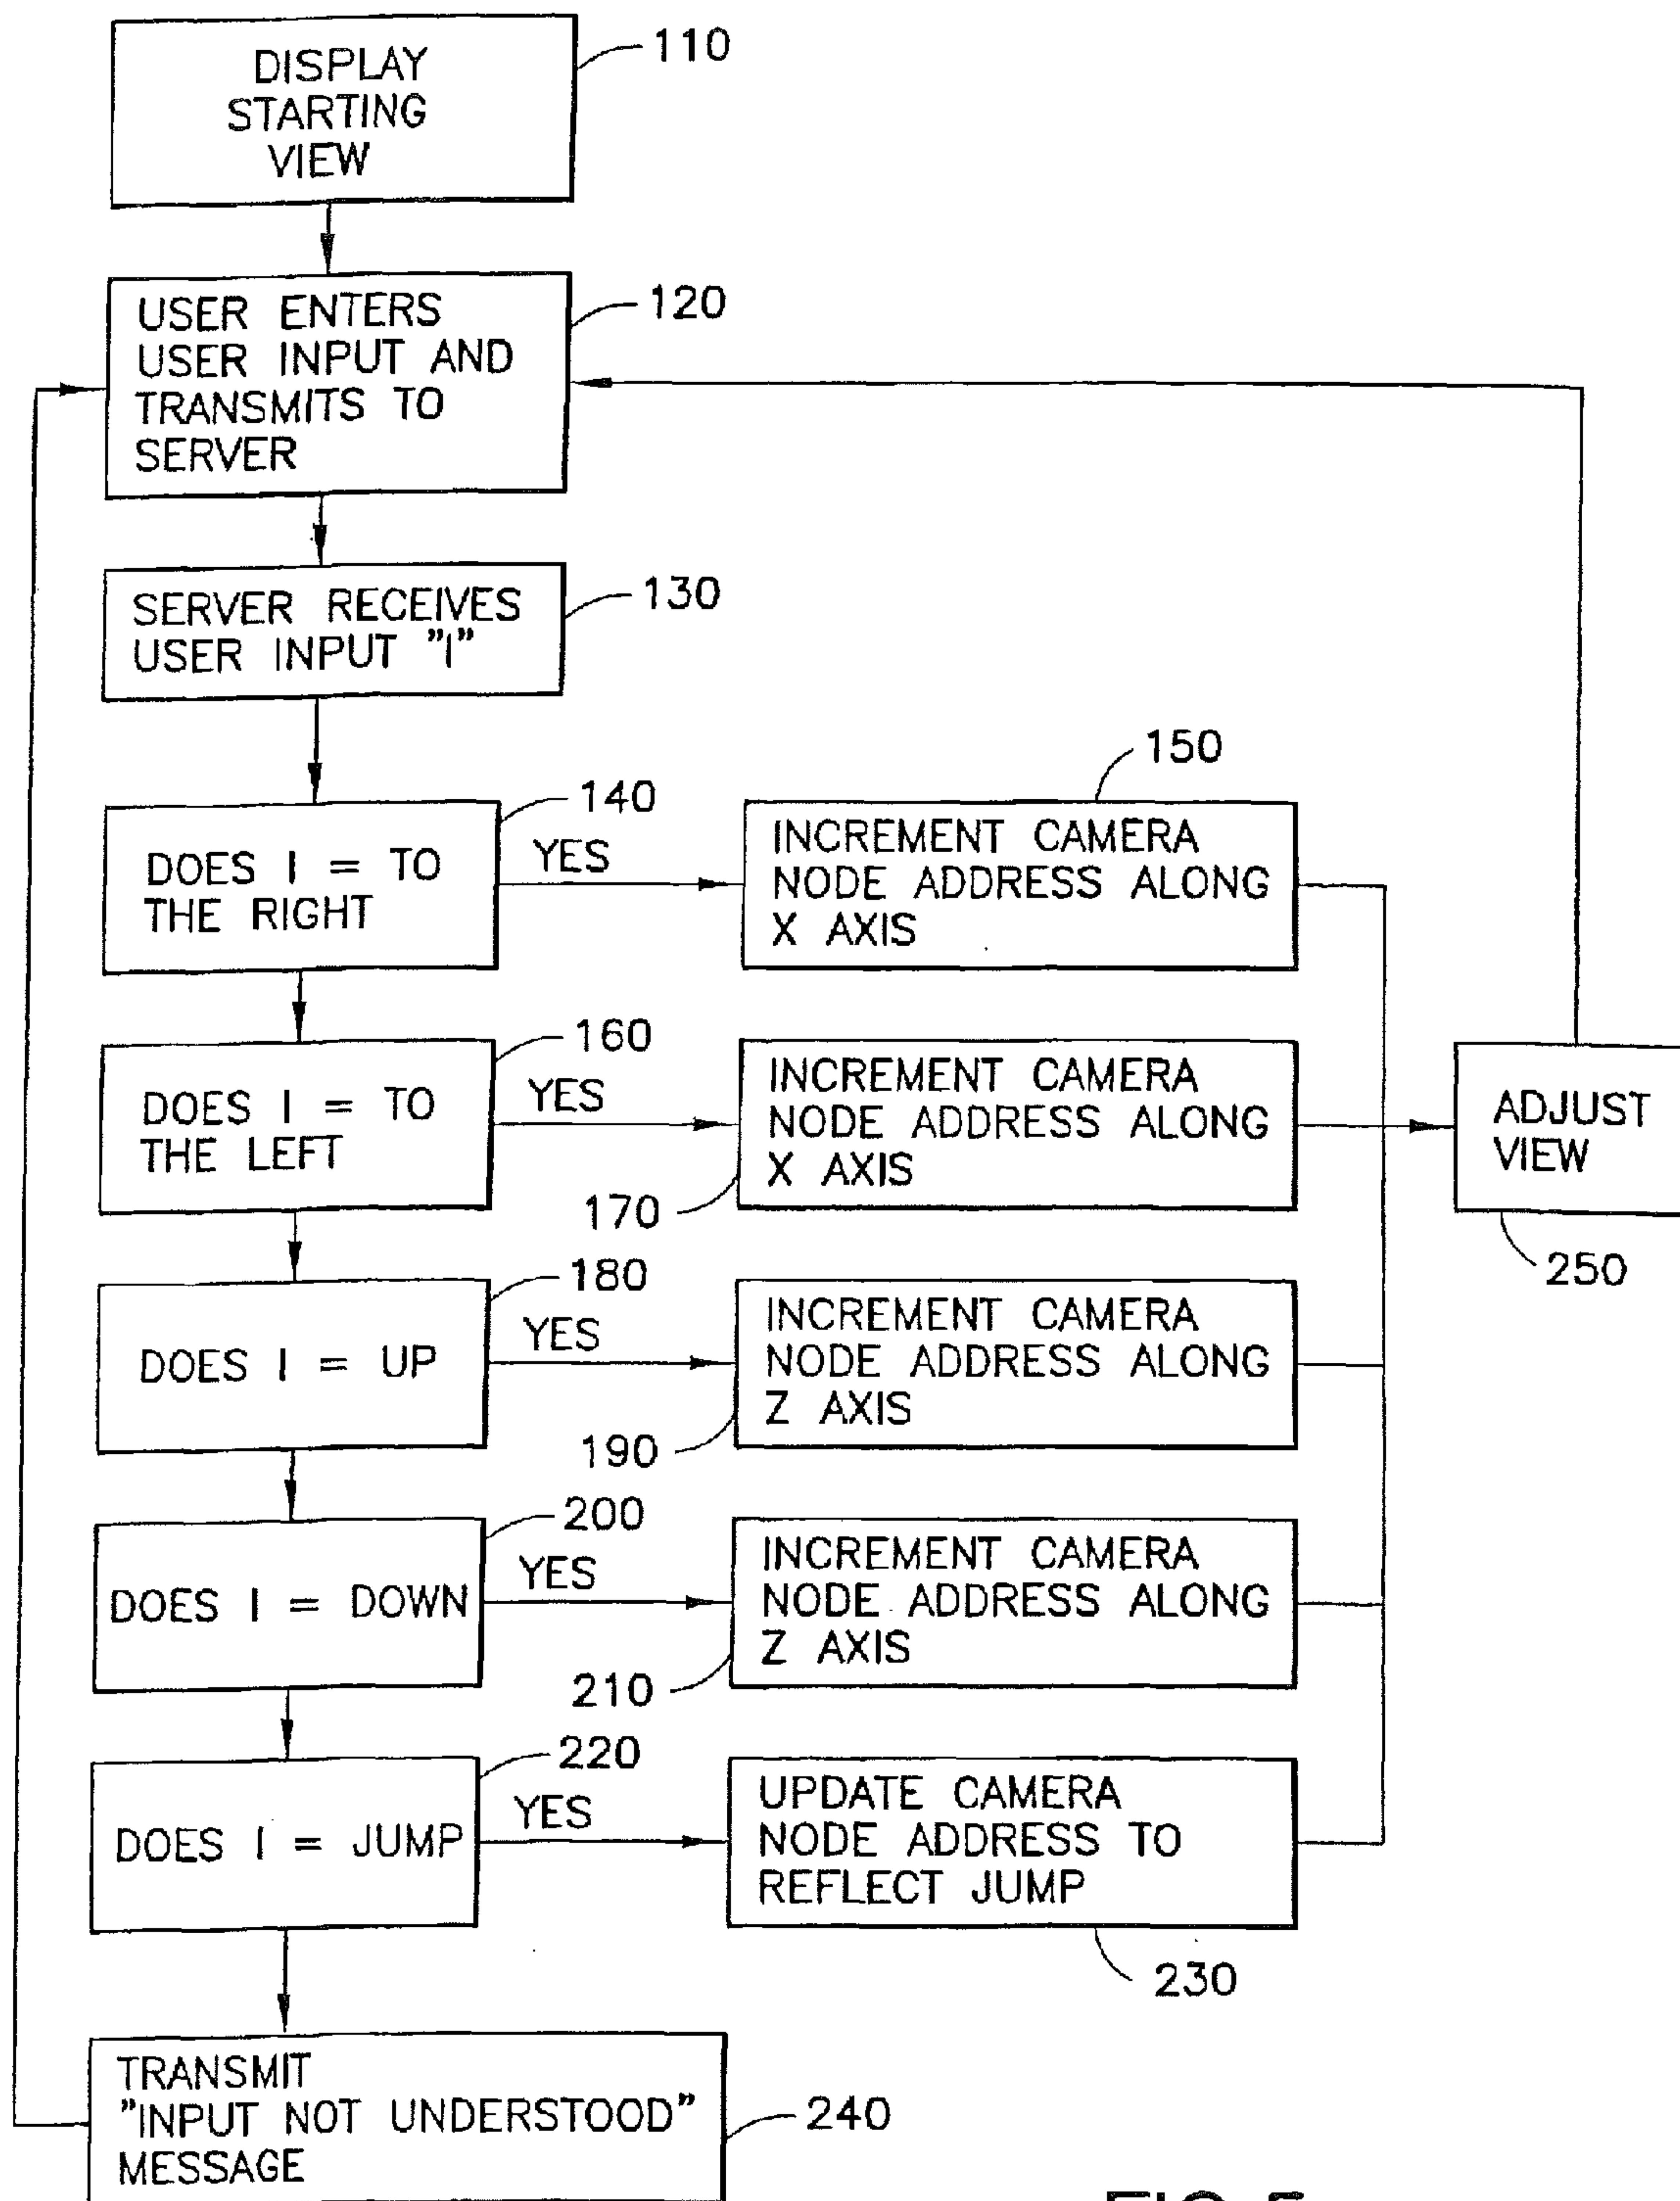 DISPLAY
STARTING
VIEW
110
USER ENTERS
USER INPUT AND
TRANSMITS TO
SERVER
120
SERVER RECEIVES
USER INPUT "I"
130
DOES I = TO
THE RIGHT
140
YES
INCREMENT CAMERA
NODE ADDRESS ALONG
X AXIS
150
DOES I = TO
THE LEFT
160
YES
INCREMENT CAMERA
NODE ADDRESS ALONG
X AXIS
170
ADJUST
VIEW
250
DOES I = UP
180
YES
INCREMENT CAMERA
NODE ADDRESS ALONG
Z AXIS
190
DOES I = DOWN
200
YES
INCREMENT CAMERA
NODE ADDRESS ALONG
Z AXIS
210
DOES I = JUMP
220
YES
UPDATE CAMERA
NODE ADDRESS TO
REFLECT JUMP
230
TRANSMIT
"INPUT NOT UNDERSTOOD"
MESSAGE
240